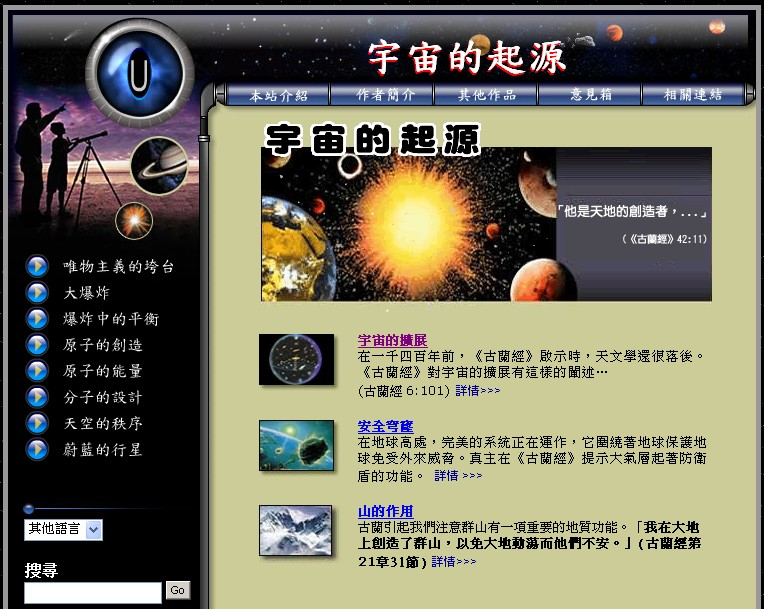 宇宙的起源
U
本站介紹 作者簡介 其他作品 意見箱 相關連結
宇宙的起源
「他是天地的創造者，...」
（《古蘭經》42:11）
唯物主義的垮台
大爆炸
爆炸中的平衡
原子的創造
原子的能量
分子的設計
天空的秩序
蔚藍的行星
其他語言
搜尋
Go
宇宙的擴展
在一千四百年前，《古蘭經》啟示時，天文學還很落後。
《古蘭經》對宇宙的擴展有這樣的闡述…
(古蘭經 6:101) 詳情>>>
安全穹窿
在地球高處，完美的系統正在運作，它圍繞著地球保護地
球免受外來威脅。真主在《古蘭經》提示大氣層起著防衛
盾的功能。 詳情 >>>
山的作用
古蘭引起我們注意群山有一項重要的地質功能。「我在大地
上創造了群山，以免大地動蕩而他們不安。」(古蘭經第
21章31節) 詳情>>>